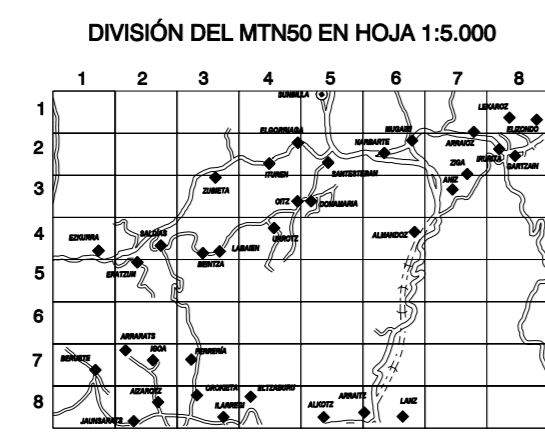 DIVISIÓN DEL MTN50 EN HOJA 1:5.000
1 2 3 4 5 6 7 8
1
SUNBILLA
LEKAROZ
ELGORRIAGA
MUGAIRI
ELIZONDO
2
NARBARTE
ARRAIOZ
IRURITA
GARTZAIN
ITUREN
SANTESTEBAN
ZIGA
3
ZUBIETA
ANIZ
OITZ
DONAMARIA
4
EZKURRA
SALDÍAS
URROTZ
ALMANDOZ
LABAIEN
BEINTZA
5
ERATZUN
6
ARRARATS
IGOA
7
BERUETE
FERRERÍA
AIZAROTZ
OROKIETA
ELTZABURU
8
ILARREGI
ALKOTZ
ARRAITZ
LANZ
JAUNSARATS